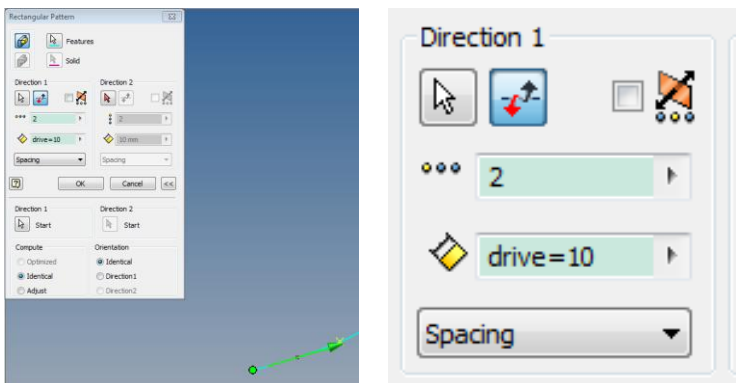 Rectangular Pattern
Features
Solid
Direction 1
Direction 2
2
2
drive=10
10 mm
Spacing
Spacing
OK
Cancel
<<
Direction 1
Direction 2
Start
Start
Compute
Orientation
Optimized
Identical
Identical
Direction1
Adjust
Direction2
Direction 1
2
drive=10
Spacing